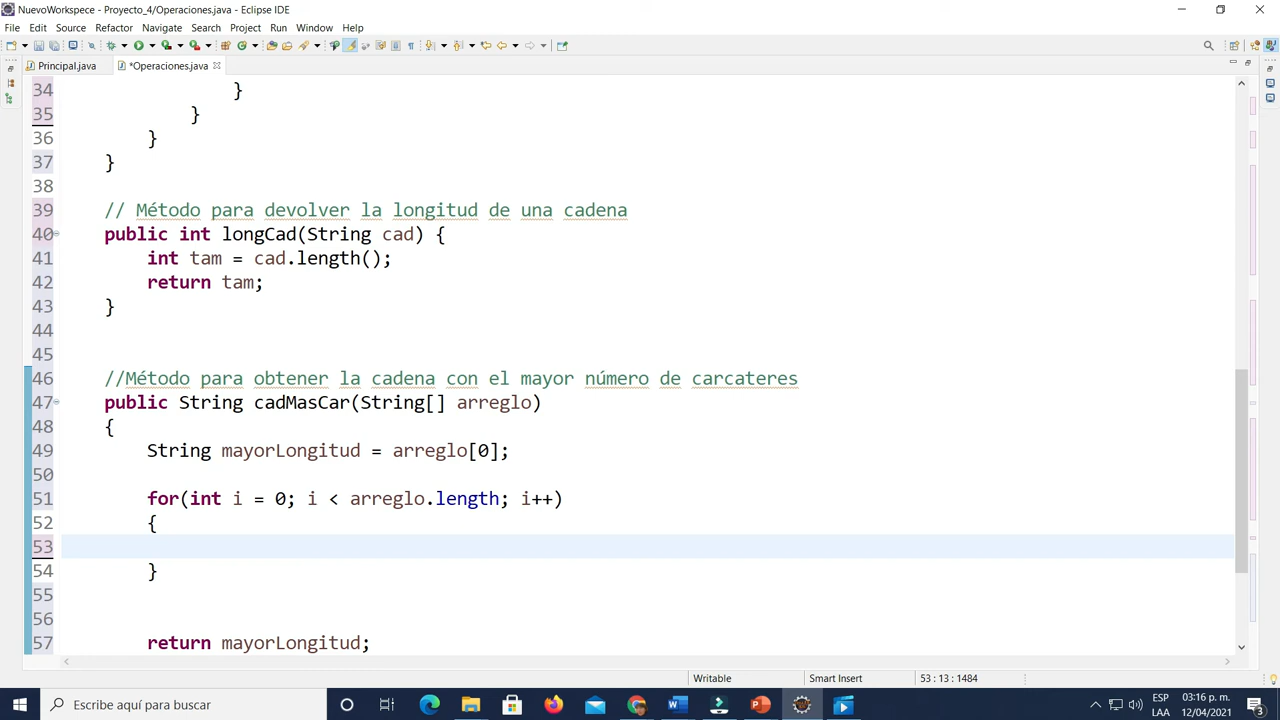 NuevoWorkspece - Proyecto_4/Operaciones.java - Eclipse IDE
File Edit Source Refactor Navigate Search Project Run Window Help
Principal.java *Operaciones.java
34 }
35 }
36 }
37 }
38
39 // Método para devolver la longitud de una cadena
40 public int longCad(String cad) {
41 int tam = cad.length();
42 return tam;
43 }
44
45
46 //Método para obtener la cadena con el mayor número de carcateres
47 public String cadMasCar(String[] arreglo)
48 {
49 String mayorLongitud = arreglo[0];
50
51 for(int i = 0; i < arreglo.length; i++)
52 {
53
54 }
55
56
57 return mayorLongitud;
Writable Smart Insert 53 : 13 : 1484
Escribe aquí para buscar
ESP 03:16 p. m.
LAA 12/04/2021 3